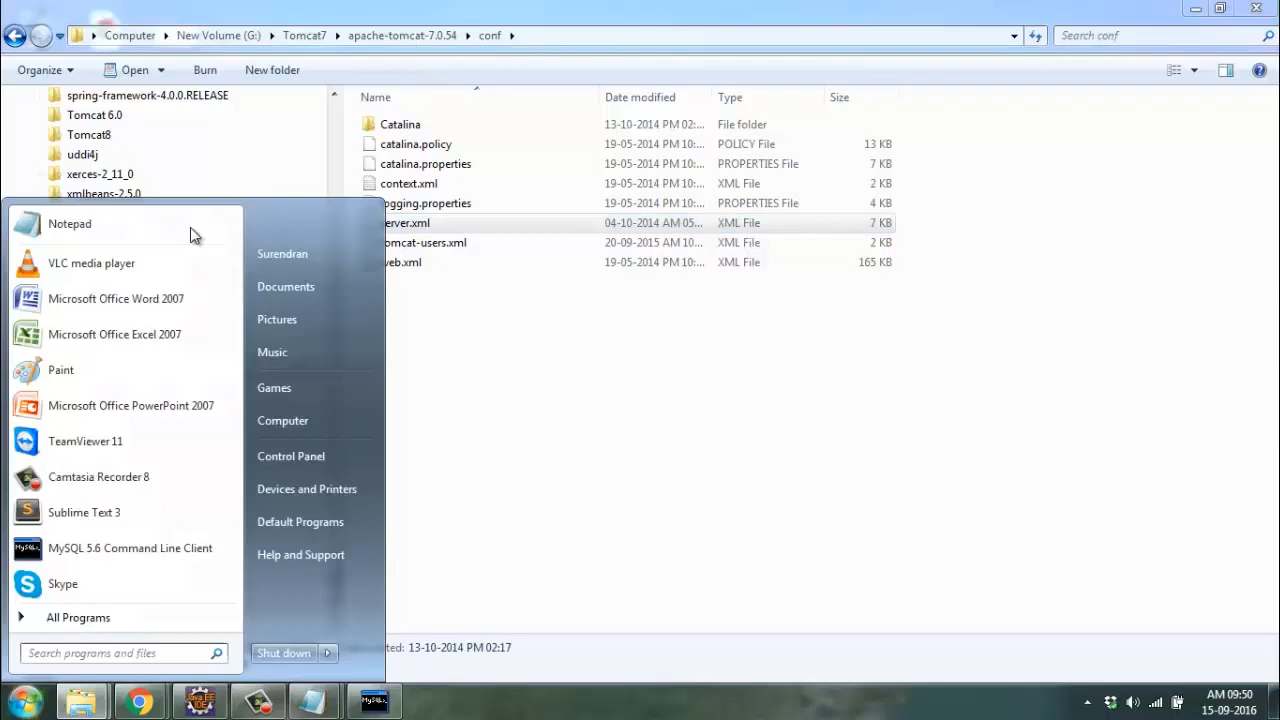 Computer New Volume (G:) Tomcat7 apache-tomcat-7.0.54 conf
Search conf
Organize Open Burn New folder
spring-framework-4.0.0.RELEASE
Tomcat 6.0
Tomcat8
uddi4j
xerces-2_11_0
xmlbeans-2.5.0
Name Date modified Type Size
Catalina 13-10-2014 PM 02:... File folder
catalina.policy 19-05-2014 PM 10:... POLICY File 13 KB
catalina.properties 19-05-2014 PM 10:... PROPERTIES File 7 KB
context.xml 19-05-2014 PM 10:... XML File 2 KB
ogging.properties 19-05-2014 PM 10:... PROPERTIES File 4 KB
erver.xml 04-10-2014 AM 05... XML File 7 KB
omcat-users.xml 20-09-2015 AM 10... XML File 2 KB
web.xml 19-05-2014 PM 10:... XML File 165 KB
Notepad
VLC media player
Microsoft Office Word 2007
Microsoft Office Excel 2007
Paint
Microsoft Office PowerPoint 2007
TeamViewer 11
Camtasia Recorder 8
Sublime Text 3
MySQL 5.6 Command Line Client
Skype
All Programs
Search programs and files
Surendran
Documents
Pictures
Music
Games
Computer
Control Panel
Devices and Printers
Default Programs
Help and Support
Shut down
ted: 13-10-2014 PM 02:17
AM 09:50
15-09-2016